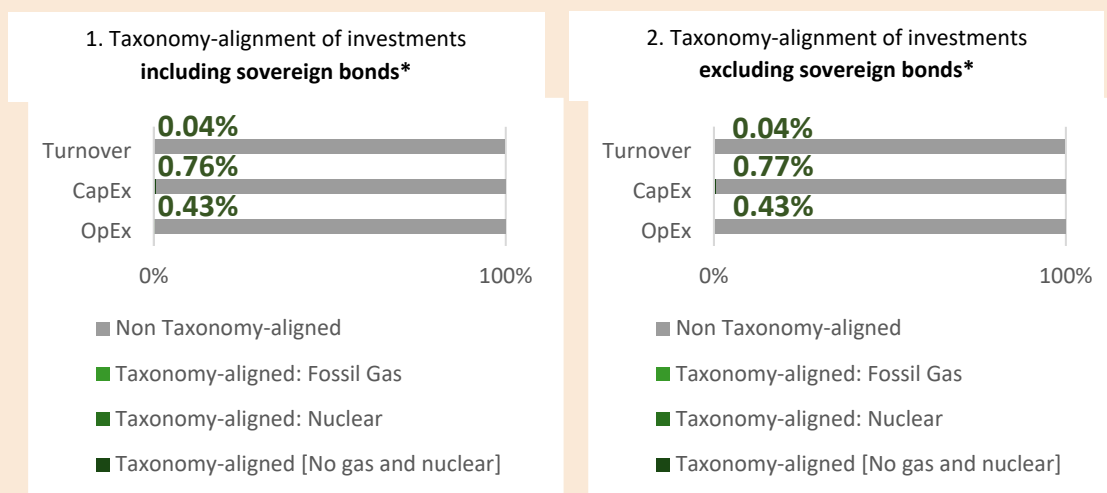 1. Taxonomy-alignment of investments
including sovereign bonds*
0.04%
Turnover
0.76%
CapEx
0.43%
OpEx
0%
100%
Non Taxonomy-aligned
Taxonomy-aligned: Fossil Gas
Taxonomy-aligned: Nuclear
Taxonomy-aligned [No gas and nuclear]
2. Taxonomy-alignment of investments
excluding sovereign bonds*
0.04%
Turnover
0.77%
CapEx
0.43%
OpEx
0%
100%
Non Taxonomy-aligned
Taxonomy-aligned: Fossil Gas
Taxonomy-aligned: Nuclear
Taxonomy-aligned [No gas and nuclear]